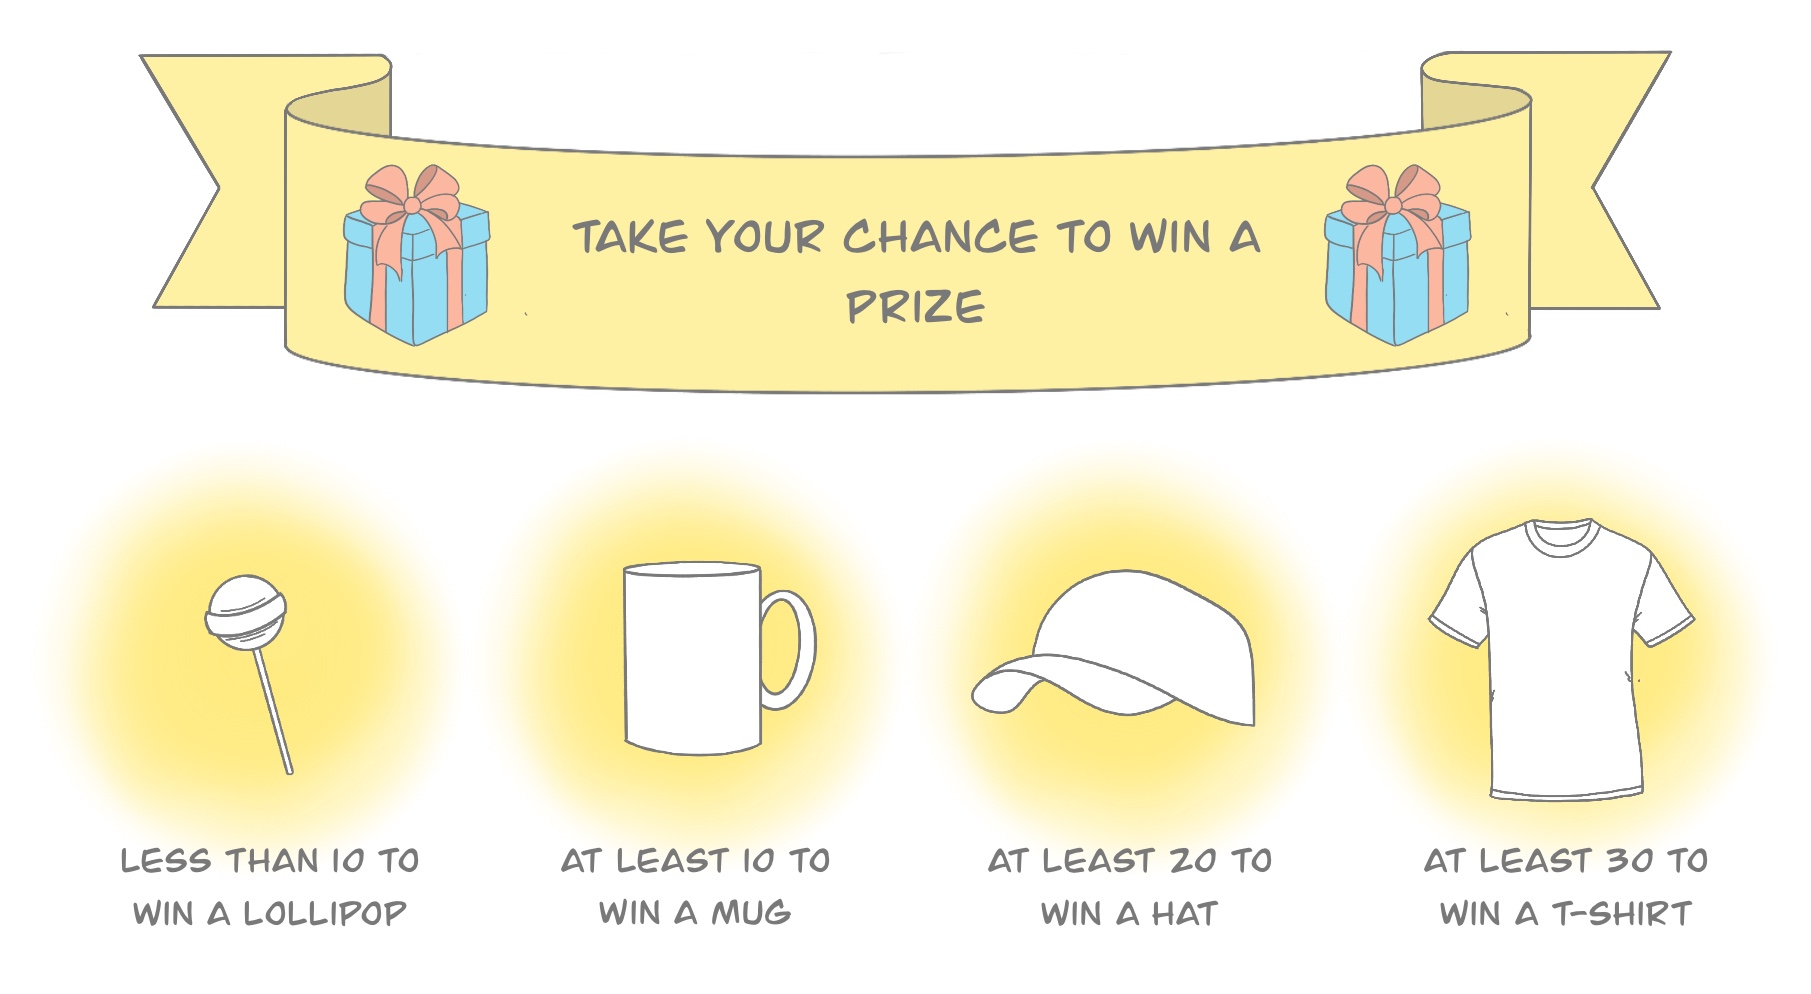 TAKE YOUR CHANCE TO WIN A
PRIZE
LESS THAN 10 TO
WIN A LOLLIPOP
AT LEAST 10 TO
WIN A MUG
AT LEAST 20 TO
WIN A HAT
AT LEAST 30 TO
WIN A T-SHIRT